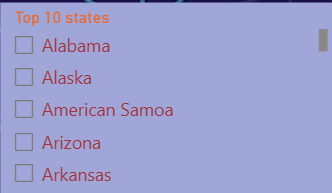 Top 10 states
Alabama
Alaska
American Samoa
Arizona
Arkansas